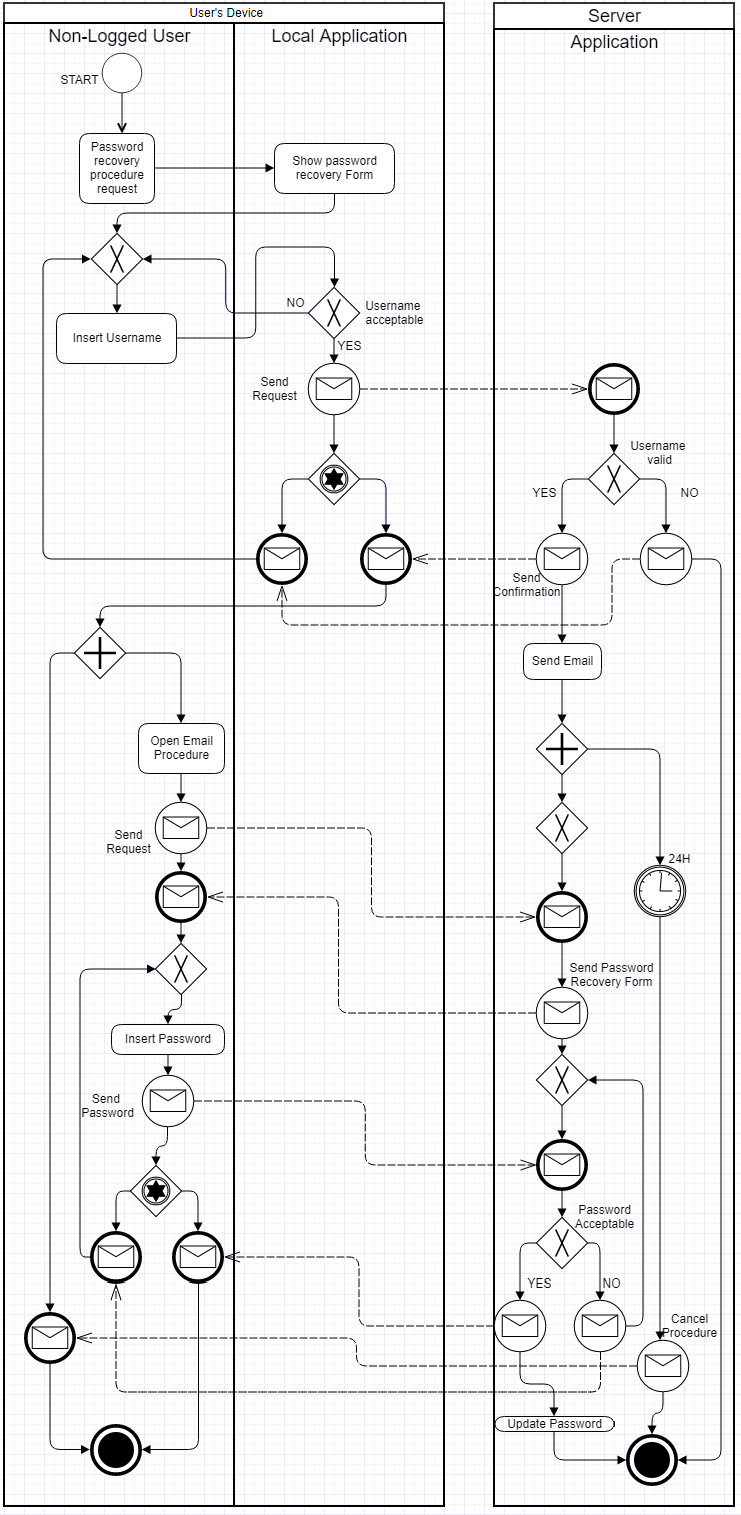 User's Device
Server
Non-Logged User
Local Application
Application
START
Password
recovery
procedure
request
Show password
recovery Form
NO
Username
acceptable
Insert Username
YES
Send
Request
Username
valid
YES
NO
Send
Confirmation
Send Email
Open Email
Procedure
Send
Request
24H
Send Password
Recovery Form
Insert Password
Send
Password
Password
Acceptable
YES
NO
Cancel
Procedure
Update Password